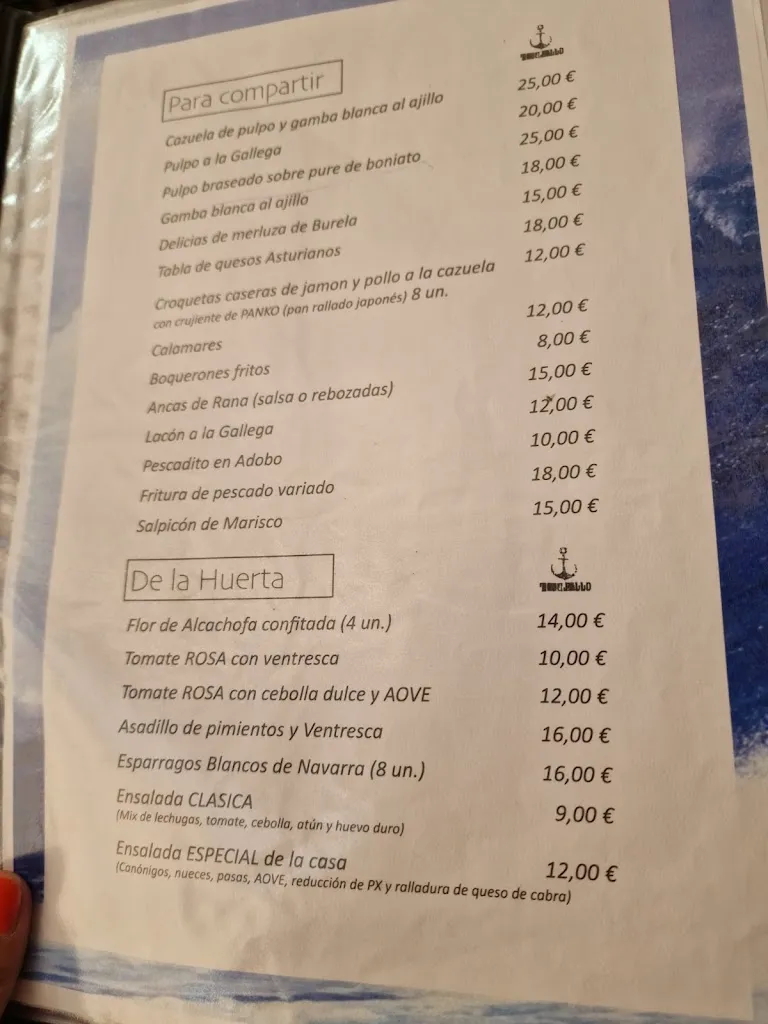 Para compartir
Cazuela de pulpo y gamba blanca al ajillo 25,00 €
Pulpo a la Gallega 20,00 €
Pulpo braseado sobre pure de boniato 25,00 €
Gamba blanca al ajillo 18,00 €
Delicias de merluza de Burela 15,00 €
Tabla de quesos Asturianos 18,00 €
Croquetas caseras de jamon y pollo a la cazuela 12,00 €
con crujiente de PANKO (pan rallado japonés) 8 un.
Calamares 12,00 €
Boquerones fritos 8,00 €
Ancas de Rana (salsa o rebozadas) 15,00 €
Lacón a la Gallega 12,00 €
Pescadito en Adobo 10,00 €
Fritura de pescado variado 18,00 €
Salpicón de Marisco 15,00 €
De la Huerta
Flor de Alcachofa confitada (4 un.) 14,00 €
Tomate ROSA con ventresca 10,00 €
Tomate ROSA con cebolla dulce y AOVE 12,00 €
Asadillo de pimientos y Ventresca 16,00 €
Esparragos Blancos de Navarra (8 un.) 16,00 €
Ensalada CLASICA 9,00 €
(Mix de lechugas, tomate, cebolla, atún y huevo duro)
Ensalada ESPECIAL de la casa 12,00 €
(Canónigos, nueces, pasas, AOVE, reducción de PX y ralladura de queso de cabra)